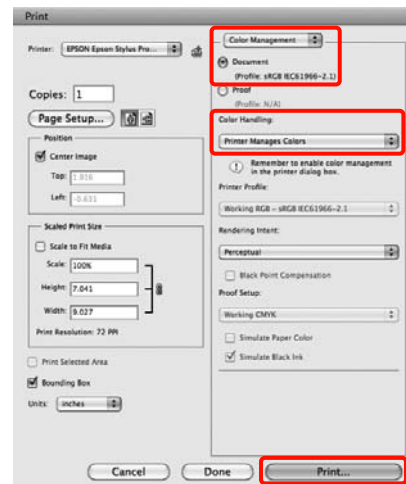 Print
Printer: EPSON Epson Stylus Pro...
Copies: 1
Page Setup...
Position
Center Image
Top: 1.016
Left: -0.631
Scaled Print Size
Scale to Fit Media
Scale: 100%
Height: 7.041
Width: 9.027
Print Resolution: 72 PPI
Print Selected Area
Bounding Box
Units: inches
Color Management
Document
(Profile: sRGB IEC61966-2.1)
Proof
(Profile: N/A)
Color Handling:
Printer Manages Colors
Remember to enable color management
in the printer dialog box.
Printer Profile:
Working RGB - sRGB IEC61966-2.1
Rendering Intent:
Perceptual
Black Point Compensation
Proof Setup:
Working CMYK
Simulate Paper Color
Simulate Black Ink
Cancel
Done
Print...